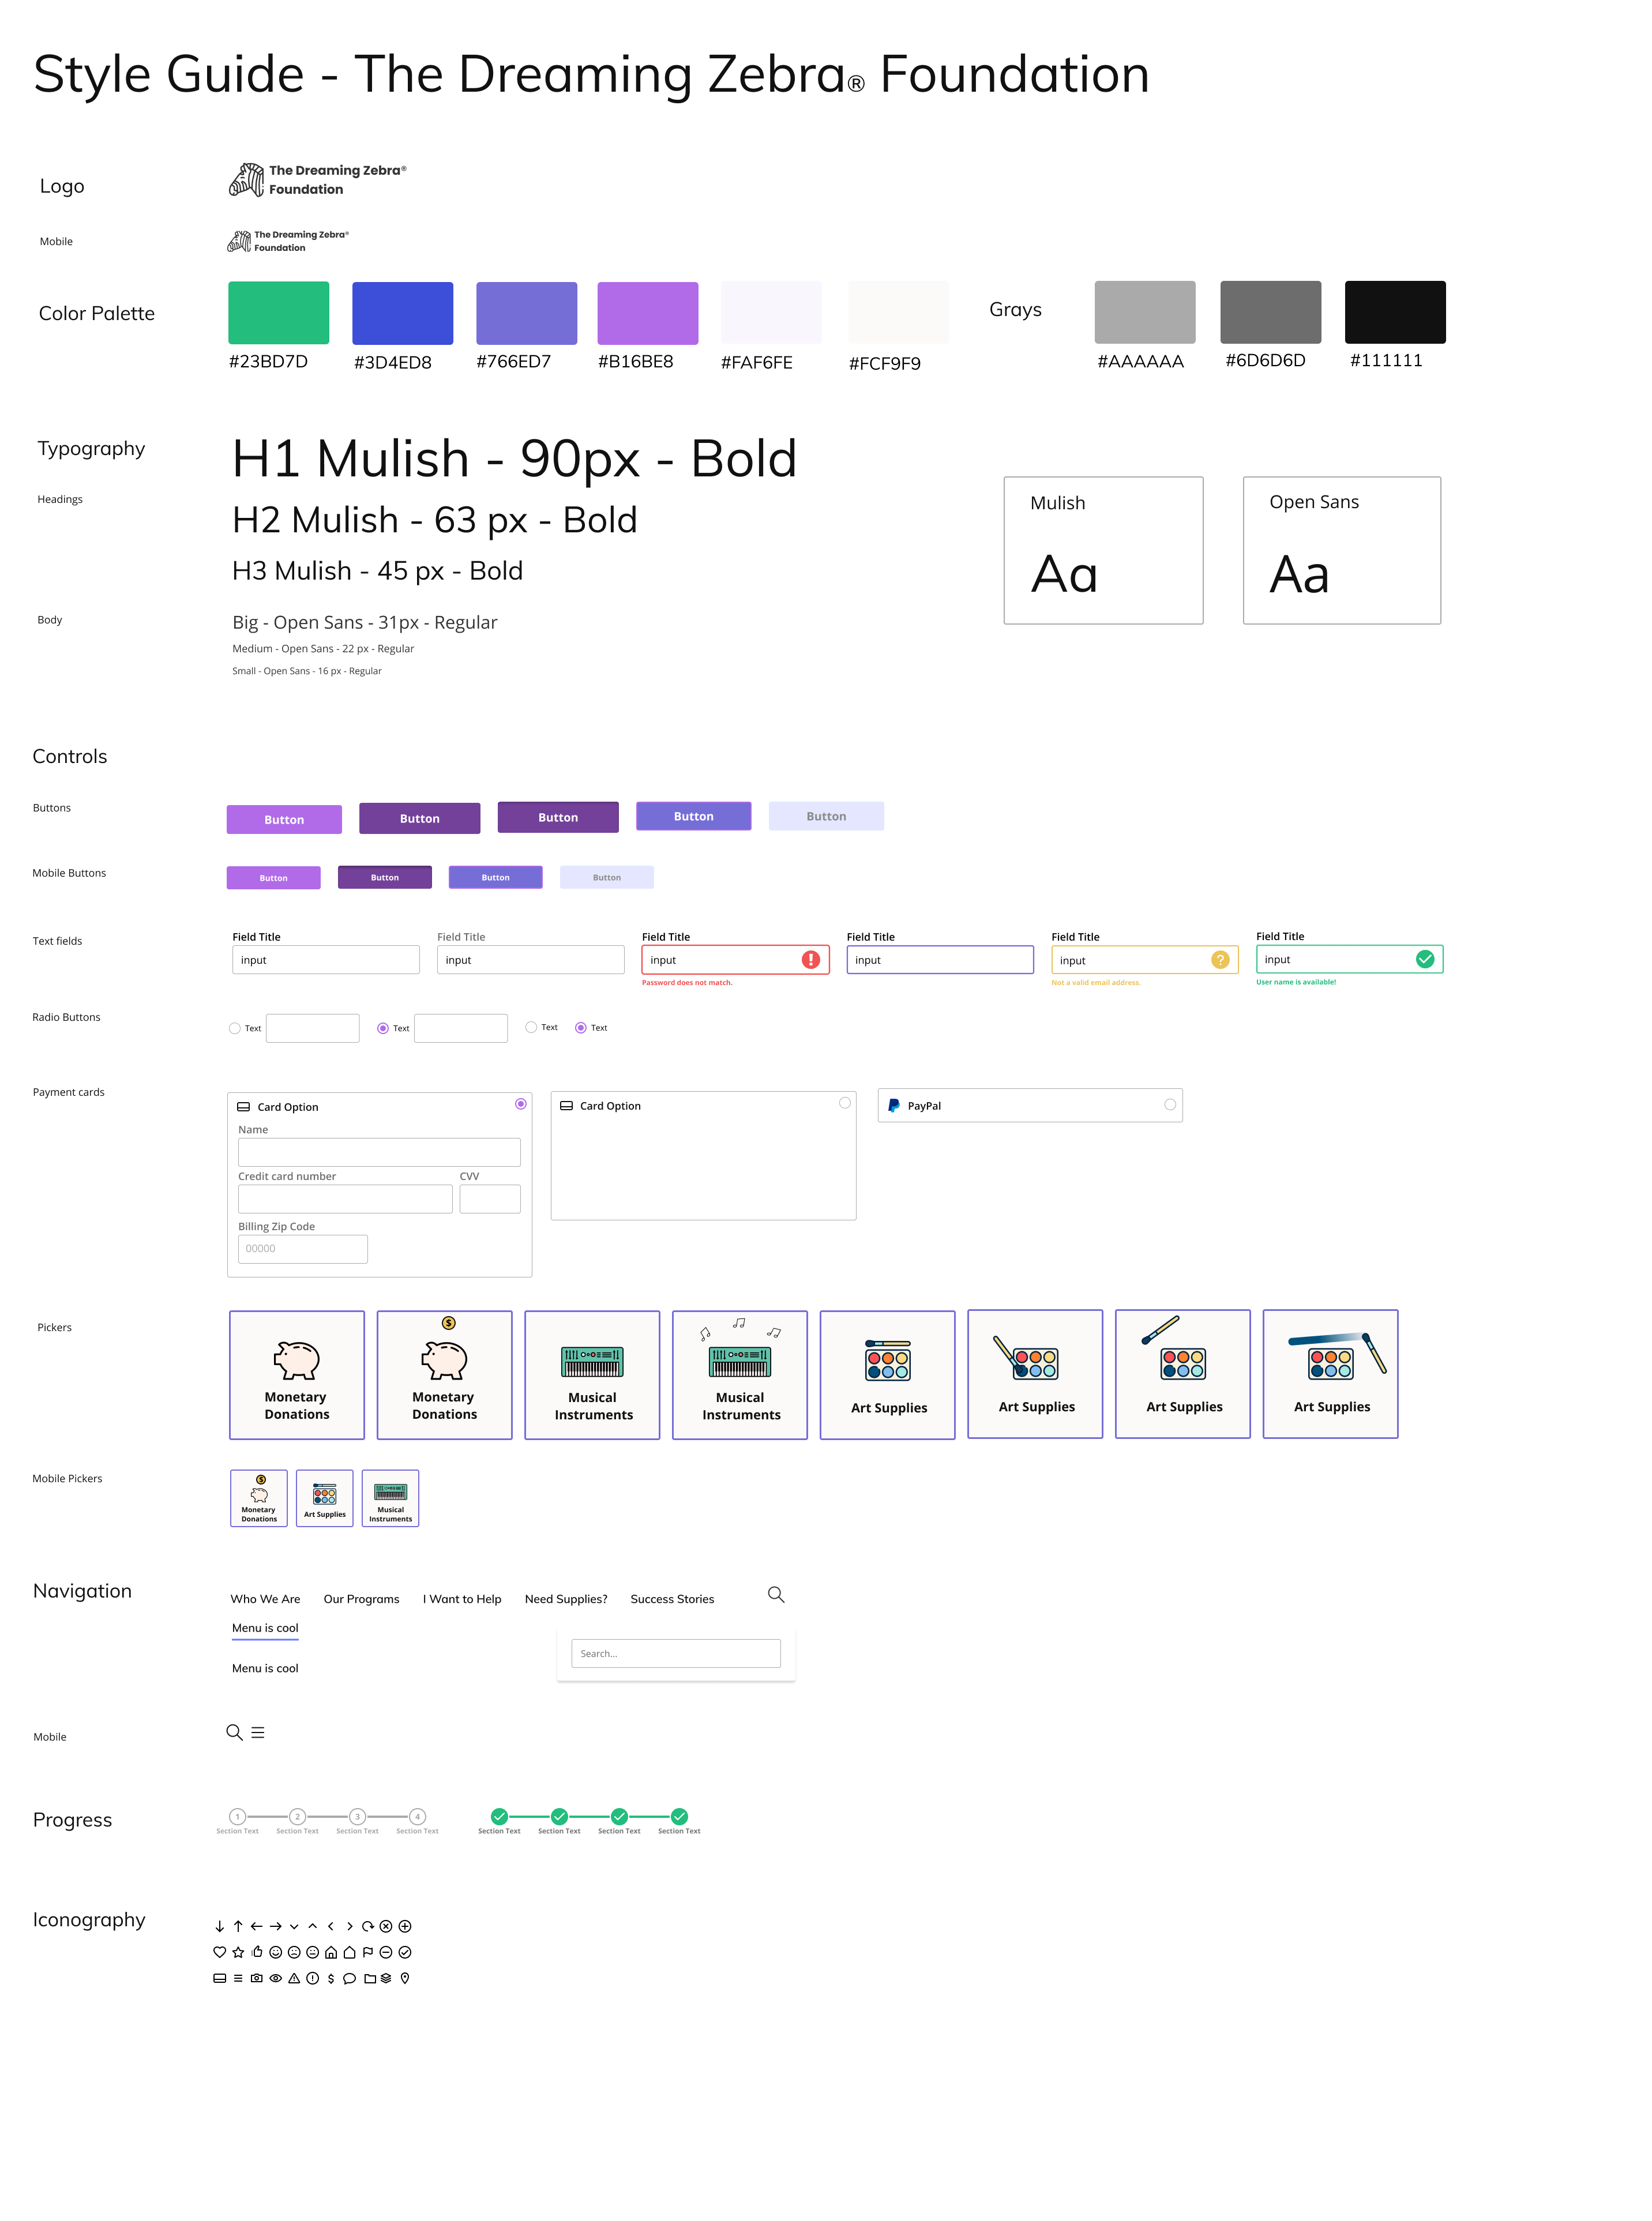 Style Guide - The Dreaming Zebra® Foundation
Logo
The Dreaming Zebra®
Foundation
Mobile
The Dreaming Zebra®
Foundation
Color Palette
#23BD7D
#3D4ED8
#766ED7
#B16BE8
#FAF6FE
#FCF9F9
Grays
#AAAAAA
#6D6D6D
#111111
Typography
Headings
H1 Mulish - 90px - Bold
H2 Mulish - 63 px - Bold
H3 Mulish - 45 px - Bold
Body
Big - Open Sans - 31px - Regular
Medium - Open Sans - 22 px - Regular
Small - Open Sans - 16 px - Regular
Mulish
Aa
Open Sans
Aa
Controls
Buttons
Button
Button
Button
Button
Button
Mobile Buttons
Button
Button
Button
Button
Text fields
Field Title
input
Field Title
input
Field Title
input
Password does not match.
Field Title
input
Field Title
input
?
Not a valid email address.
Field Title
input
User name is available!
Radio Buttons
Text
Text
Text
Text
Payment cards
Card Option
Name
Credit card number
CVV
Billing Zip Code
00000
Card Option
PayPal
Pickers
Monetary
Donations
$
Monetary
Donations
Musical
Instruments
Musical
Instruments
Art Supplies
Art Supplies
Art Supplies
Art Supplies
Mobile Pickers
$
Monetary
Donations
Art Supplies
Musical
Instruments
Navigation
Who We Are
Our Programs
I Want to Help
Need Supplies?
Success Stories
Menu is cool
Search...
Menu is cool
Mobile
Progress
1
2
3
4
Section Text
Section Text
Section Text
Section Text
Section Text
Section Text
Section Text
Section Text
Iconography